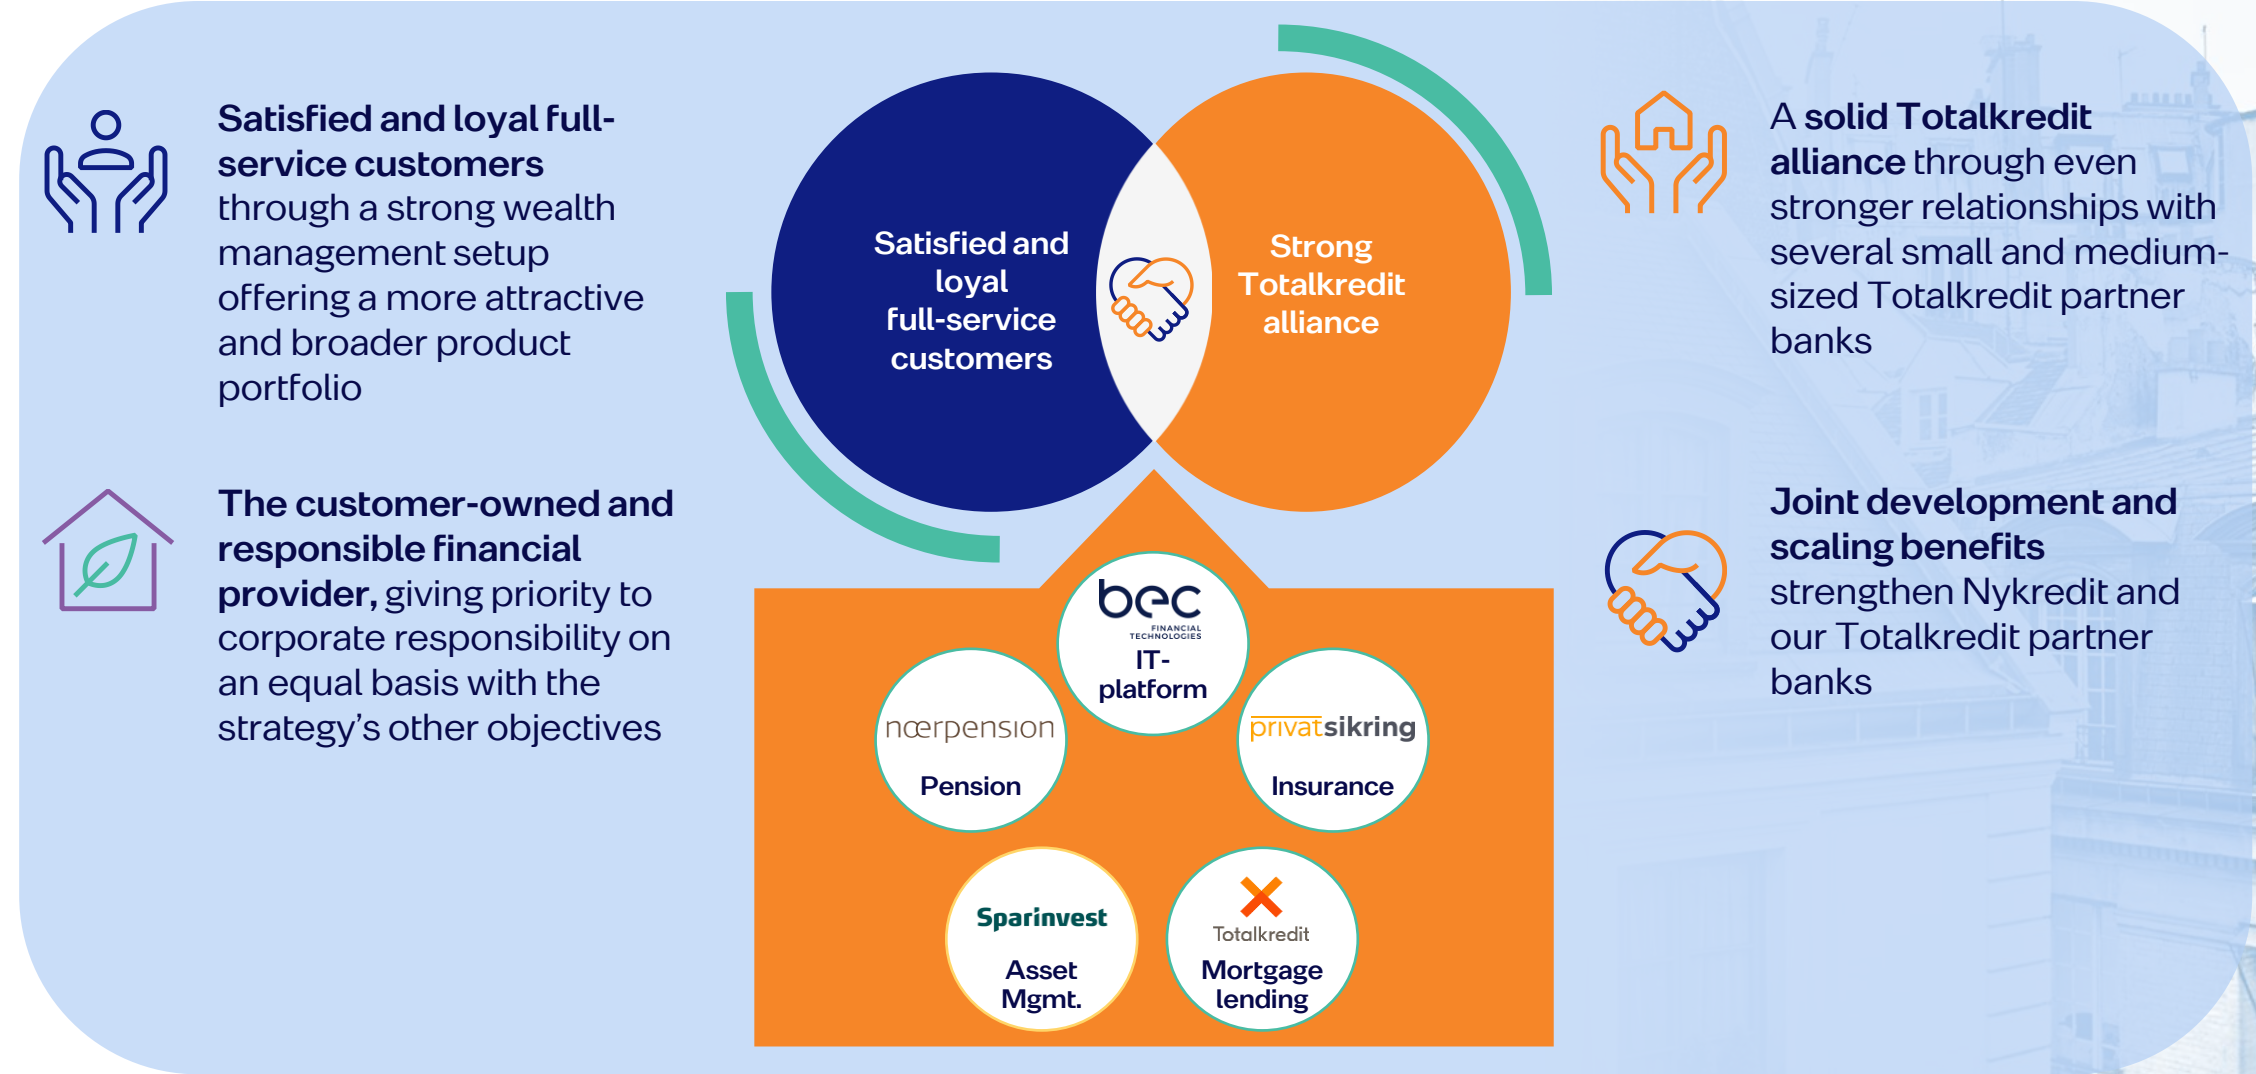 Satisfied and loyal full-
service customers
through a strong wealth
management setup
offering a more attractive
and broader product
portfolio
The customer-owned and
responsible financial
provider, giving priority to
corporate responsibility on
an equal basis with the
strategy’s other objectives
Satisfied and
loyal
full-service
customers
Strong
Totalkredit
alliance
bec
FINANCIAL
TECHNOLOGIES
IT-
platform
nœrpension
Pension
privatsikring
Insurance
Sparinvest
Asset
Mgmt.
Totalkredit
Mortgage
lending
A solid Totalkredit
alliance through even
stronger relationships with
several small and medium-
sized Totalkredit partner
banks
Joint development and
scaling benefits
strengthen Nykredit and
our Totalkredit partner
banks